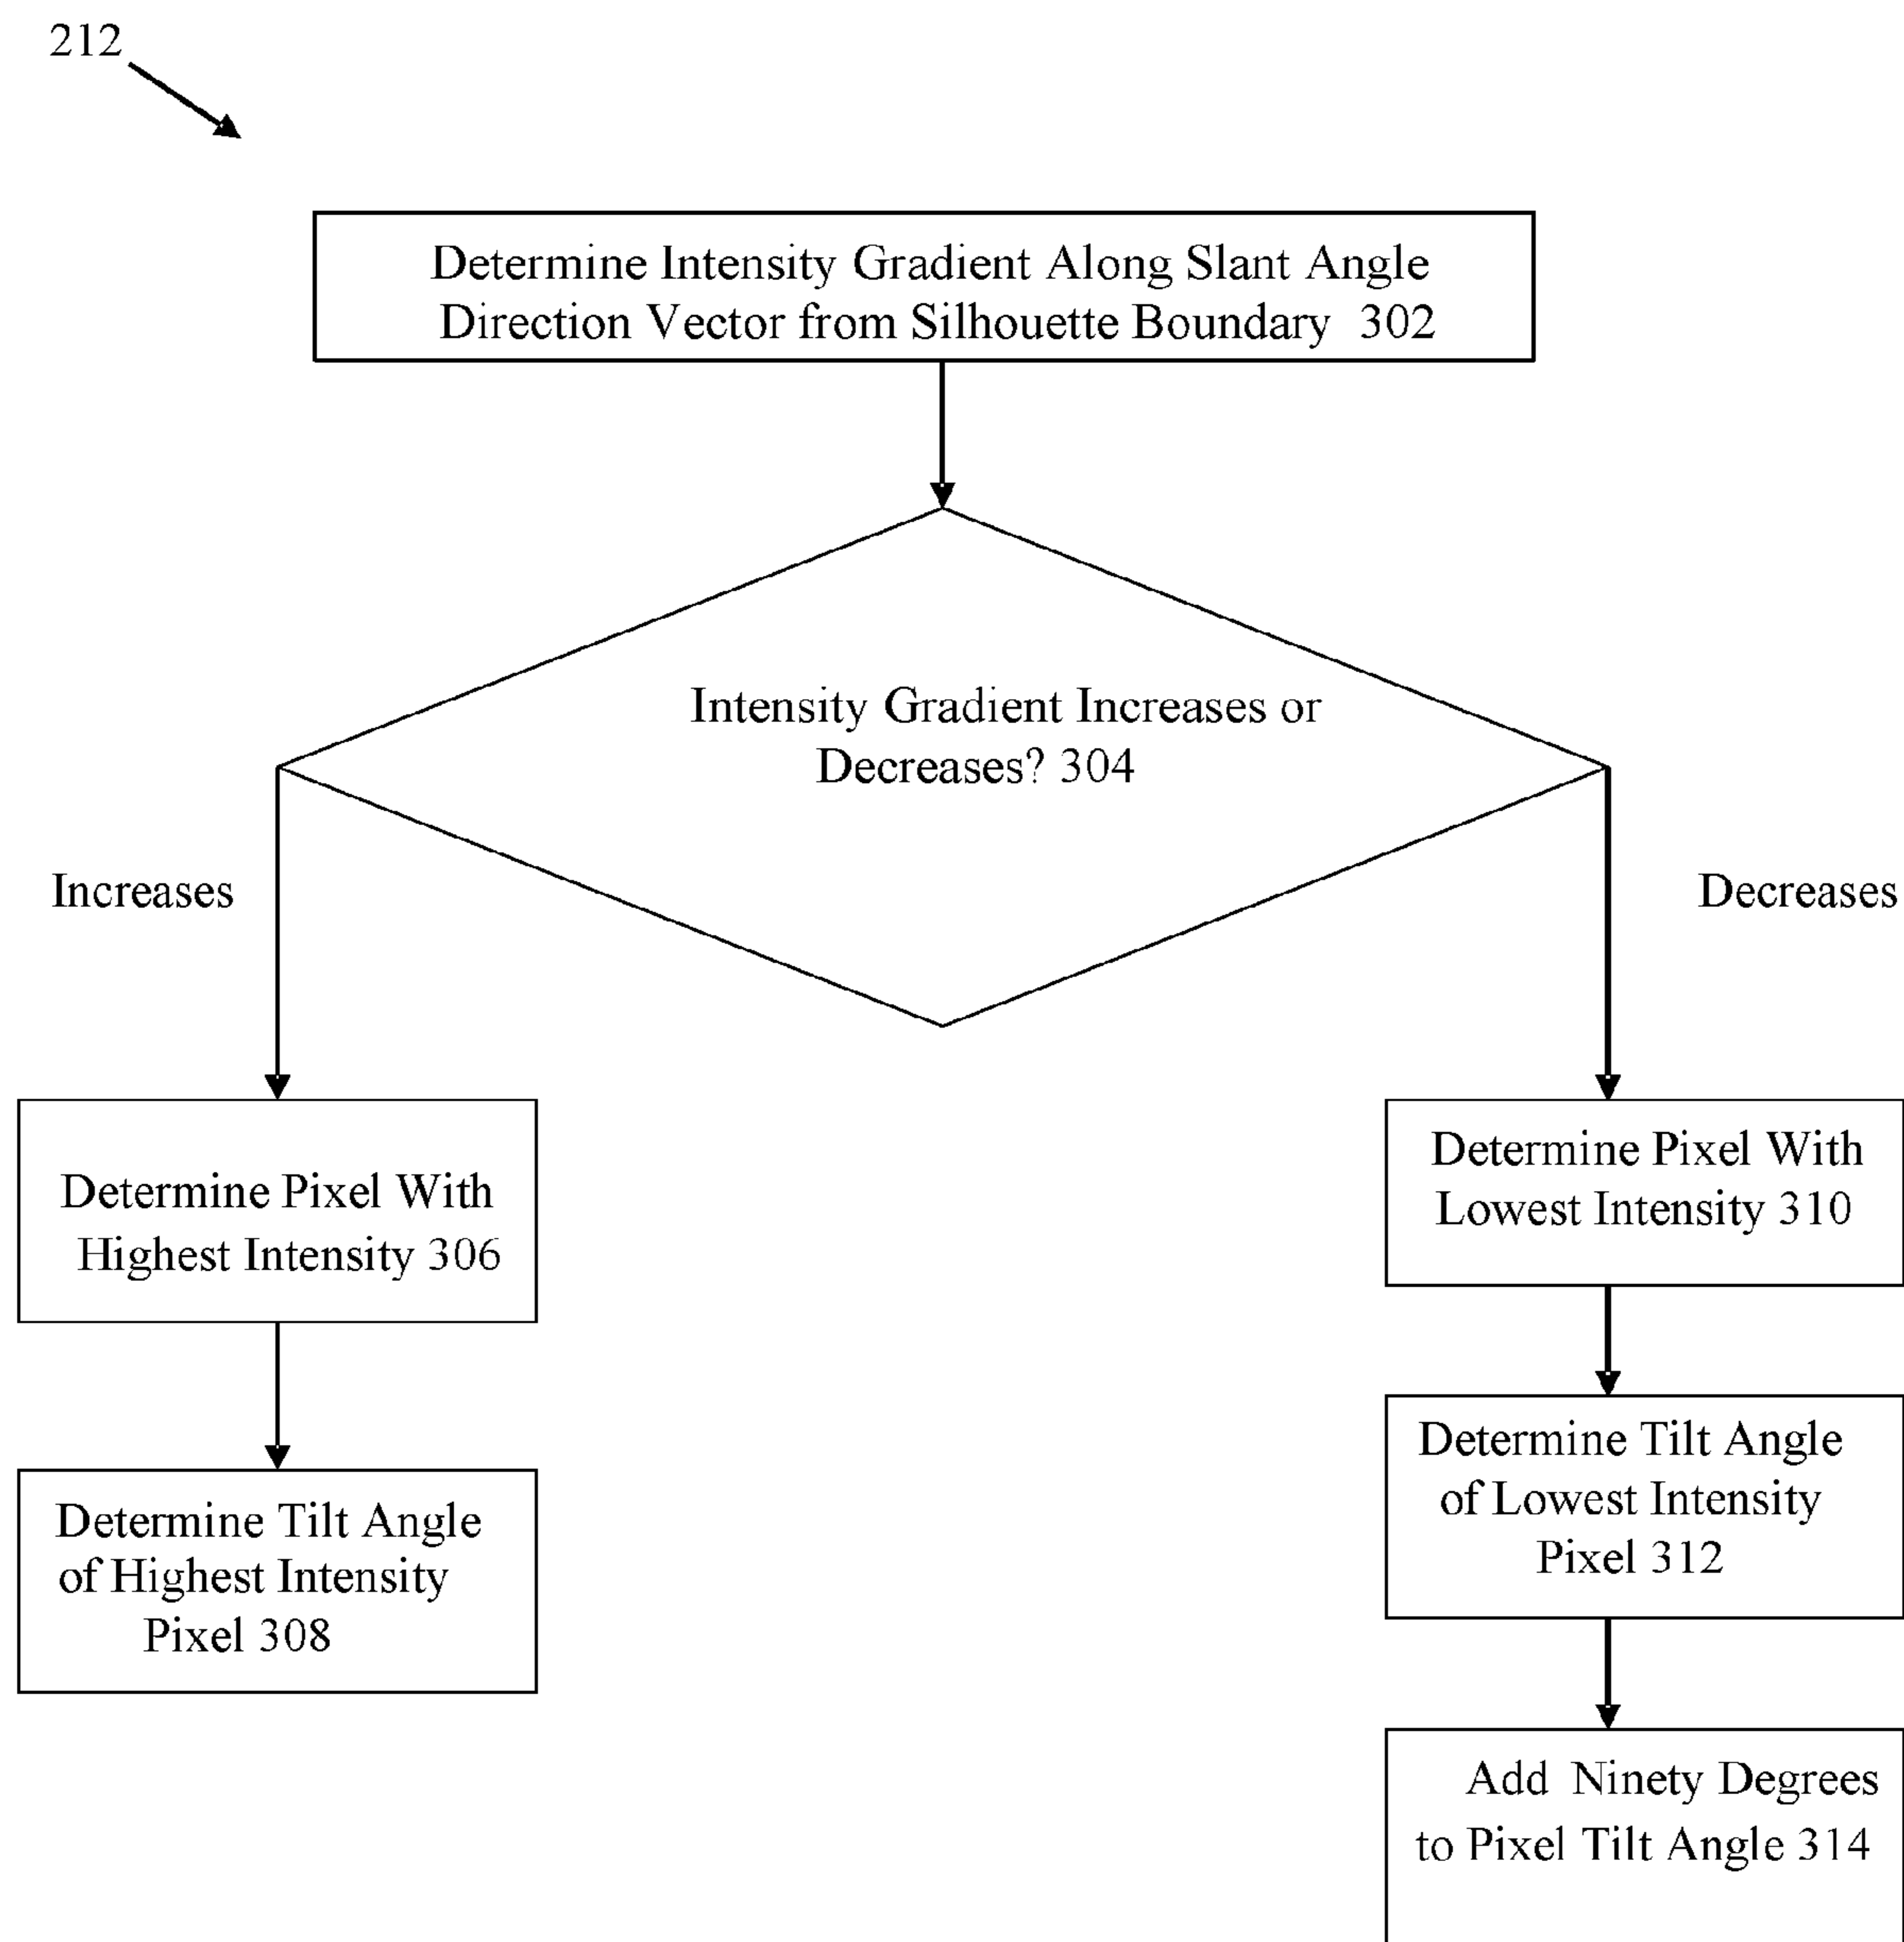 212
Determine Intensity Gradient Along Slant Angle
Direction Vector from Silhouette Boundary 302
Intensity Gradient Increases or
Decreases? 304
Increases
Decreases
Determine Pixel With
Highest Intensity 306
Determine Tilt Angle
of Highest Intensity
Pixel 308
Determine Pixel With
Lowest Intensity 310
Determine Tilt Angle
of Lowest Intensity
Pixel 312
Add Ninety Degrees
to Pixel Tilt Angle 314